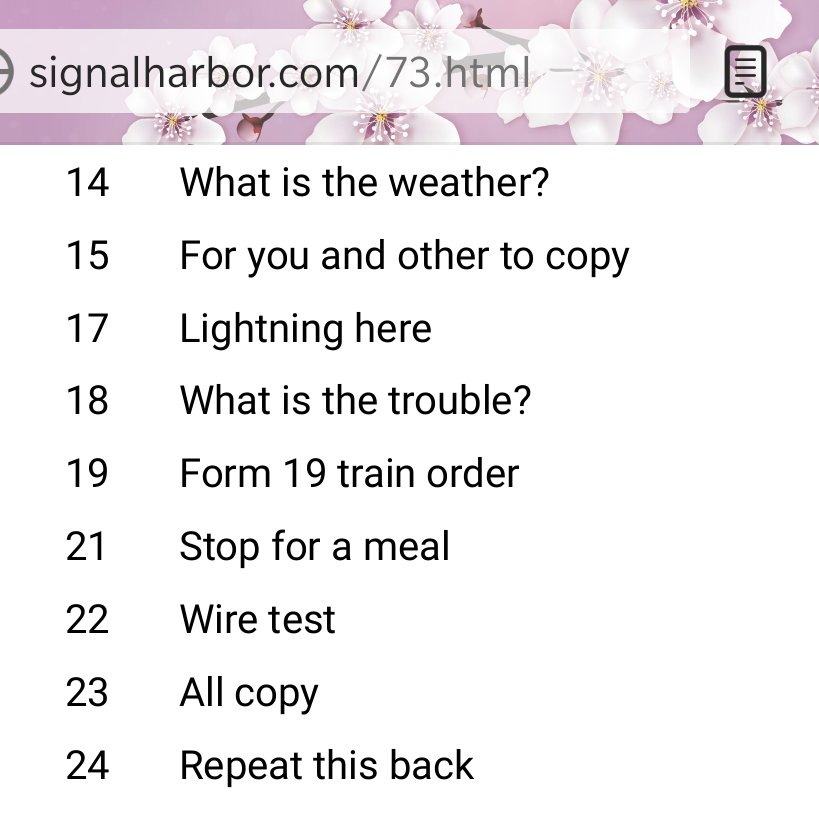 signalharbor.com/73.html
14 What is the weather?
15 For you and other to copy
17 Lightning here
18 What is the trouble?
19 Form 19 train order
21 Stop for a meal
22 Wire test
23 All copy
24 Repeat this back